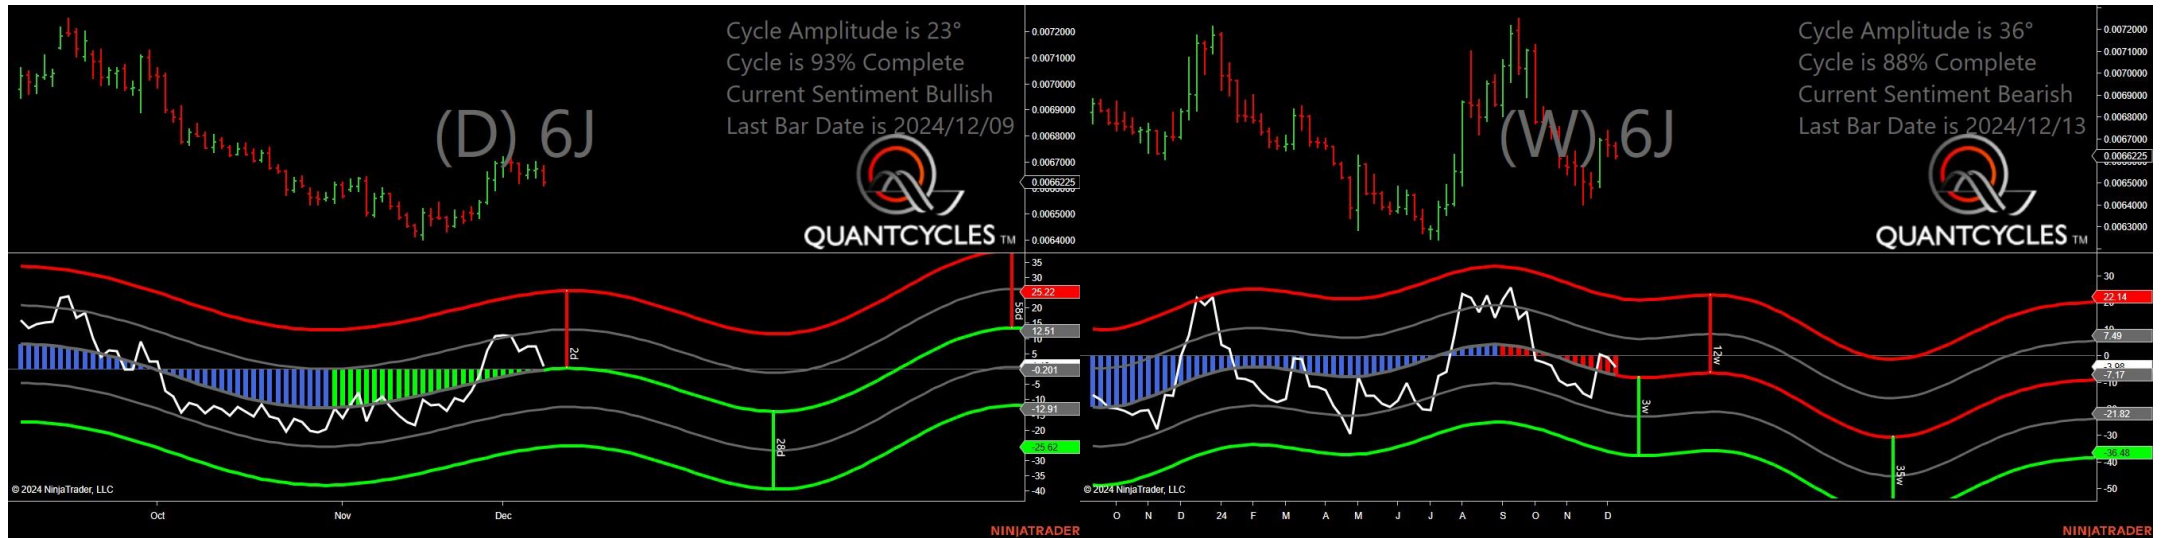 Cycle Amplitude is 23°
Cycle is 93% Complete
Current Sentiment Bullish
Last Bar Date is 2024/12/09
(D) 6J
QUANTCYCLES TM
0.0072000
0.0071000
0.0070000
0.0069000
0.0068000
0.0067000
0.0066225
0.0065000
0.0064000
35
30
25.22
20
15
12.51
10
5
-0.201
-5
-10
-12.91
-20
-25.62
-30
-35
-40
2d
28d
58d
© 2024 NinjaTrader, LLC
Oct Nov Dec
NINJATRADER
Cycle Amplitude is 36°
Cycle is 88% Complete
Current Sentiment Bearish
Last Bar Date is 2024/12/13
(W) 6J
QUANTCYCLES TM
0.0072000
0.0071000
0.0070000
0.0069000
0.0068000
0.0067000
0.0066225
0.0065000
0.0064000
0.0063000
30
22.14
7.49
0
-3.98
-7.17
-10
-21.82
-30
-36.48
-40
-50
3w
12w
35w
© 2024 NinjaTrader, LLC
O N D 24 F M A M J J A S O N D
NINJATRADER